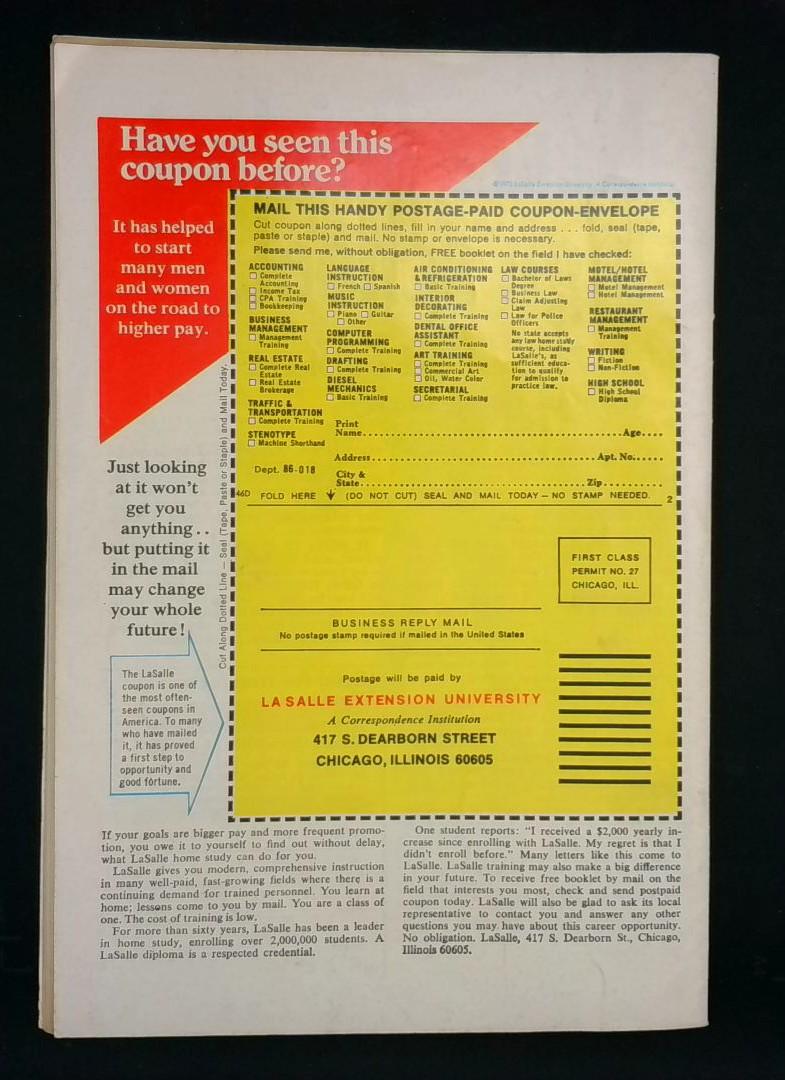 Have you seen this
coupon before?
It has helped
to start
many men
and women
on the road to
higher pay.
Just looking
at it won't
get you
anything..
but putting it
in the mail
may change
your whole
future!
The LaSalle
coupon is one of
the most often-
seen coupons in
America. To many
who have mailed
it, it has proved
a first step to
opportunity and
good fortune.
Cut Along Dotted Line — Seal (Tape, Paste or Staple) and Mail Today.
LaSalle Extension University • A Correspondence Institution
MAIL THIS HANDY POSTAGE-PAID COUPON-ENVELOPE
Cut coupon along dotted lines, fill in your name and address . . . fold, seal (tape,
paste or staple) and mail. No stamp or envelope is necessary.
Please send me, without obligation, FREE booklet on the field I have checked:
ACCOUNTING
☐ Complete
Accounting
☐ Income Tax
☐ CPA Training
☐ Bookkeeping
BUSINESS
MANAGEMENT
☐ Management
Training
REAL ESTATE
☐ Complete Real
Estate
☐ Real Estate
Brokerage
TRAFFIC &
TRANSPORTATION
☐ Complete Training
STENOTYPE
☐ Machine Shorthand
LANGUAGE
INSTRUCTION
☐ French ☐ Spanish
MUSIC
INSTRUCTION
☐ Piano ☐ Guitar
☐ Other
COMPUTER
PROGRAMMING
☐ Complete Training
DRAFTING
☐ Complete Training
DIESEL
MECHANICS
☐ Basic Training
AIR CONDITIONING
& REFRIGERATION
☐ Basic Training
INTERIOR
DECORATING
☐ Complete Training
DENTAL OFFICE
ASSISTANT
☐ Complete Training
ART TRAINING
☐ Complete Training
☐ Commercial Art
☐ Oil, Water Color
SECRETARIAL
☐ Complete Training
LAW COURSES
☐ Bachelor of Laws
Degree
☐ Business Law
☐ Claim Adjusting
Law
☐ Law for Police
Officers
No state accepts
any law home study
course, including
LaSalle's, as
sufficient educa-
tion to qualify
for admission to
practice law.
MOTEL/HOTEL
MANAGEMENT
☐ Motel Management
☐ Hotel Management
RESTAURANT
MANAGEMENT
☐ Management
Training
WRITING
☐ Fiction
☐ Non-Fiction
HIGH SCHOOL
☐ High School
Diploma
Print
Name.......... Age....
Address.......... Apt. No......
Dept. 86-018
City &
State.......... Zip..........
46D FOLD HERE ↓ (DO NOT CUT) SEAL AND MAIL TODAY — NO STAMP NEEDED. 2
FIRST CLASS
PERMIT NO. 27
CHICAGO, ILL.
BUSINESS REPLY MAIL
No postage stamp required if mailed in the United States
Postage will be paid by
LA SALLE EXTENSION UNIVERSITY
A Correspondence Institution
417 S. DEARBORN STREET
CHICAGO, ILLINOIS 60605
If your goals are bigger pay and more frequent promo-
tion, you owe it to yourself to find out without delay,
what LaSalle home study can do for you.
LaSalle gives you modern, comprehensive instruction
in many well-paid, fast-growing fields where there is a
continuing demand for trained personnel. You learn at
home; lessons come to you by mail. You are a class of
one. The cost of training is low.
For more than sixty years, LaSalle has been a leader
in home study, enrolling over 2,000,000 students. A
LaSalle diploma is a respected credential.
One student reports: "I received a $2,000 yearly in-
crease since enrolling with LaSalle. My regret is that I
didn't enroll before." Many letters like this come to
LaSalle. LaSalle training may also make a big difference
in your future. To receive free booklet by mail on the
field that interests you most, check and send postpaid
coupon today. LaSalle will also be glad to ask its local
representative to contact you and answer any other
questions you may have about this career opportunity.
No obligation. LaSalle, 417 S. Dearborn St., Chicago,
Illinois 60605.